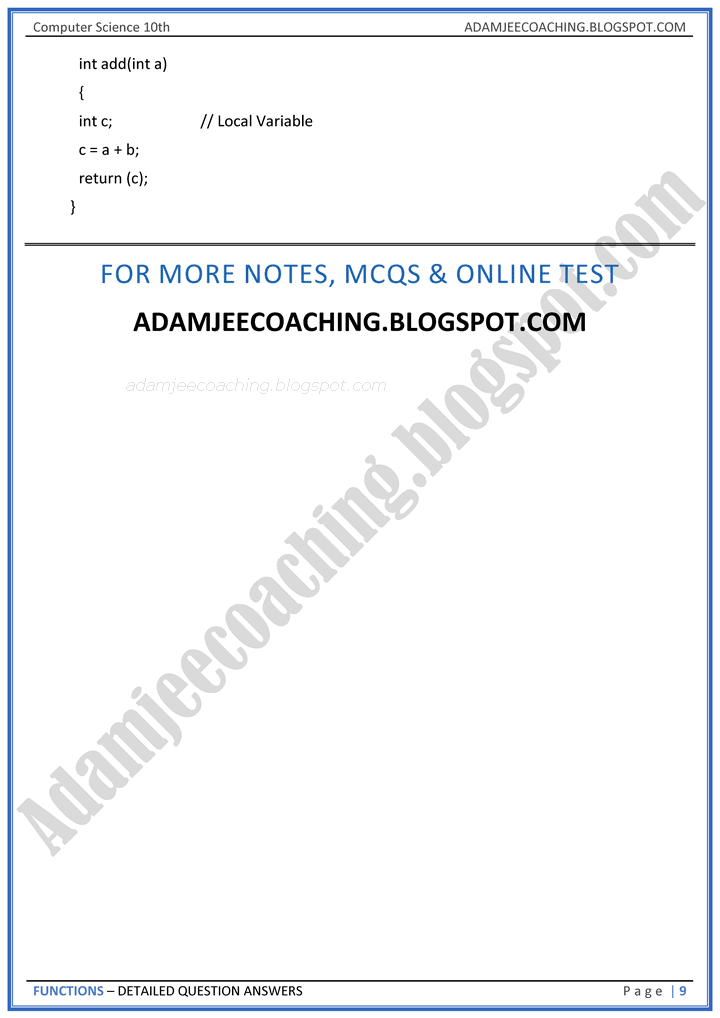 Computer Science 10th ADAMJEECOACHING.BLOGSPOT.COM
int add(int a)
{
int c; // Local Variable
c = a + b;
return (c);
}
FOR MORE NOTES, MCQS & ONLINE TEST
ADAMJEECOACHING.BLOGSPOT.COM
adamjeecoaching.blogspot.com
Adamjeecoaching.blogspot.com
FUNCTIONS – DETAILED QUESTION ANSWERS Page | 9